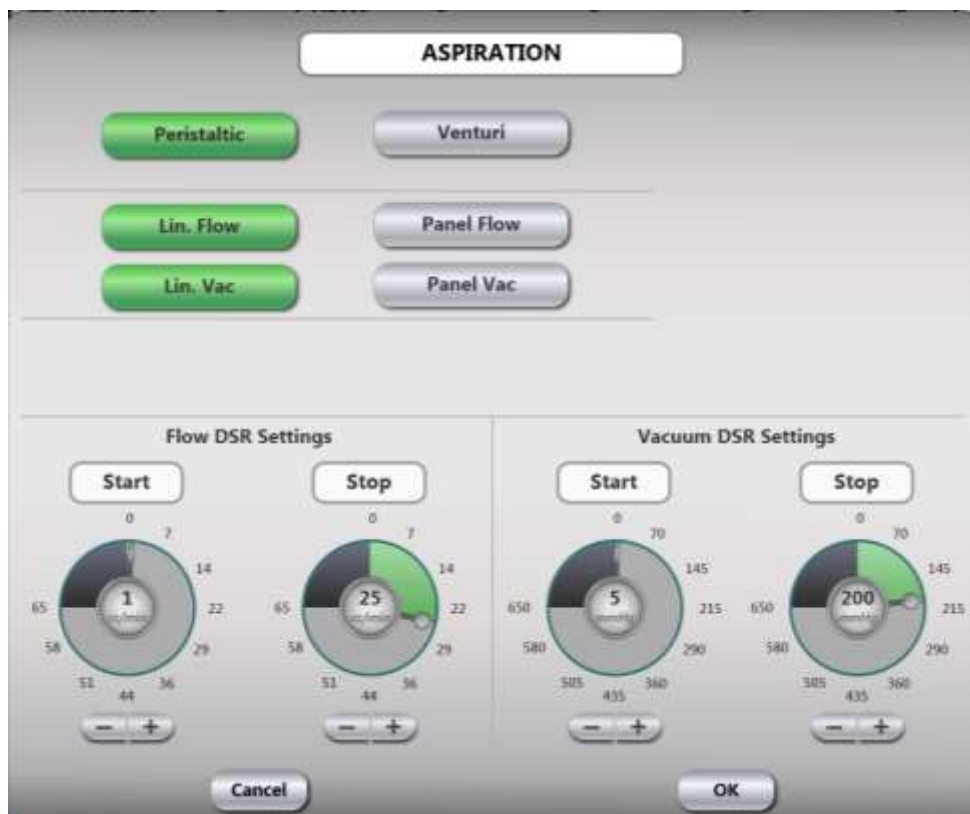 ASPIRATION
Peristaltic Venturi
Lin. Flow Panel Flow
Lin. Vac Panel Vac
Flow DSR Settings Vacuum DSR Settings
Start Stop Start Stop
0 0 0 0
7 7 70 70
14 14 145 145
65 1 22 65 25 22 650 5 215 650 200 215
58 29 58 29 580 290 580 290
51 36 51 36 505 360 505 360
44 44 435 435
− + − + − + − +
Cancel OK